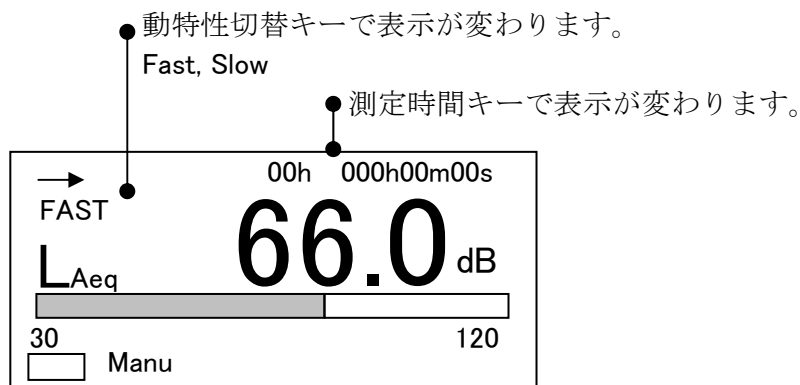 動特性切替キーで表示が変わります。
Fast, Slow
測定時間キーで表示が変わります。
00h 000h00m00s
FAST
66.0 dB
LAeq
30 120
Manu